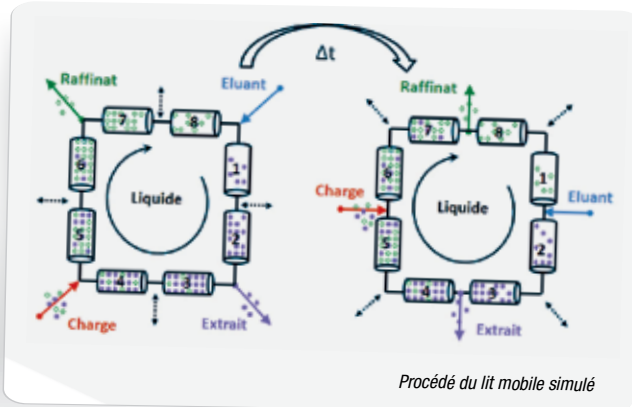 Δt
Raffinat
Eluant
7
8
6
1
Liquide
5
2
4
3
Charge
Extrait
Raffinat
7
8
6
1
Charge
Liquide
Eluant
5
2
4
3
Extrait
Procédé du lit mobile simulé